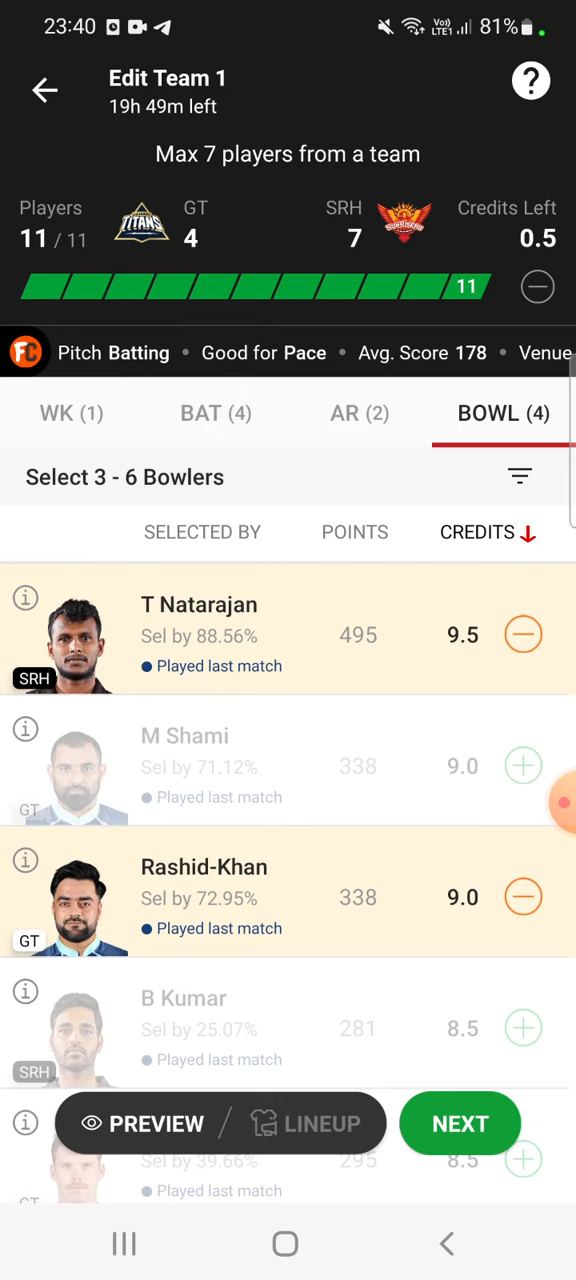 23:40 81%
Edit Team 1
19h 49m left
?
Max 7 players from a team
Players GT SRH Credits Left
11 / 11 4 7 0.5
11
FC Pitch Batting • Good for Pace • Avg. Score 178 • Venue
WK (1) BAT (4) AR (2) BOWL (4)
Select 3 - 6 Bowlers
SELECTED BY POINTS CREDITS
T Natarajan
Sel by 88.56% 495 9.5
Played last match
SRH
M Shami
Sel by 71.12% 338 9.0
Played last match
GT
Rashid-Khan
Sel by 72.95% 338 9.0
Played last match
GT
B Kumar
Sel by 25.07% 281 8.5
Played last match
SRH
PREVIEW / LINEUP NEXT
Sel by 39.66% 295 8.5
Played last match